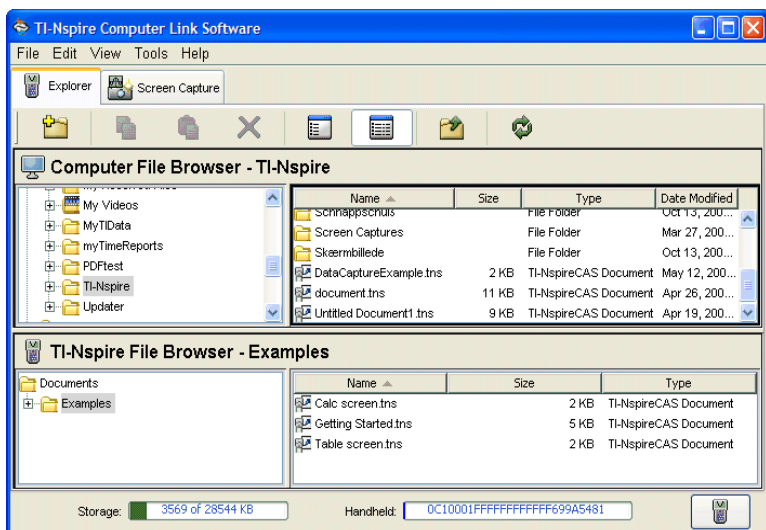 TI-Nspire Computer Link Software
File Edit View Tools Help
Explorer Screen Capture
Computer File Browser - TI-Nspire
My Videos
MyTIData
myTimeReports
PDFtest
TI-Nspire
Updater
Name Size Type Date Modified
Schnappschuß File Folder Oct 13, 200...
Screen Captures File Folder Mar 27, 200...
Skærmbillede File Folder Oct 13, 200...
DataCaptureExample.tns 2 KB TI-NspireCAS Document May 12, 200...
document.tns 11 KB TI-NspireCAS Document Apr 26, 200...
Untitled Document1.tns 9 KB TI-NspireCAS Document Apr 19, 200...
TI-Nspire File Browser - Examples
Documents
Examples
Name Size Type
Calc screen.tns 2 KB TI-NspireCAS Document
Getting Started.tns 5 KB TI-NspireCAS Document
Table screen.tns 2 KB TI-NspireCAS Document
Storage: 3569 of 28544 KB Handheld: 0C10001FFFFFFFFFFFF699A5481